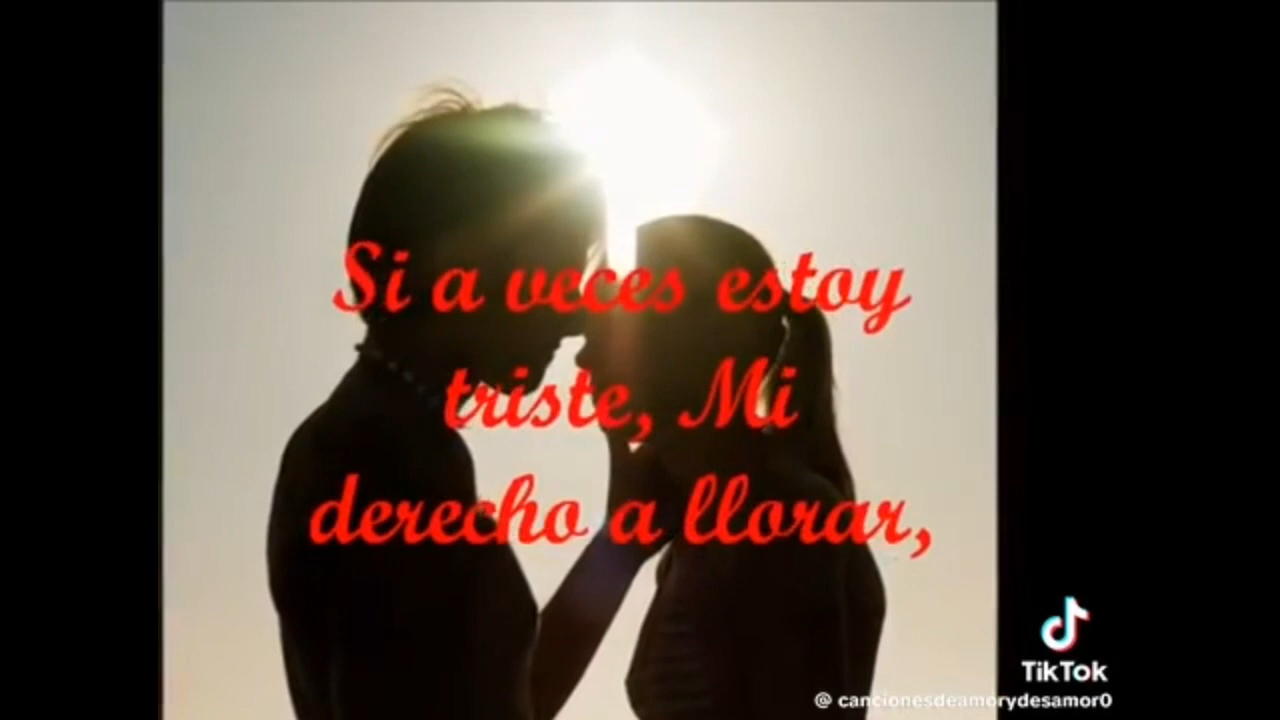 Si a veces estoy
triste, Mi
derecho a llorar,
TikTok
@ cancionesdeamorydesamor0